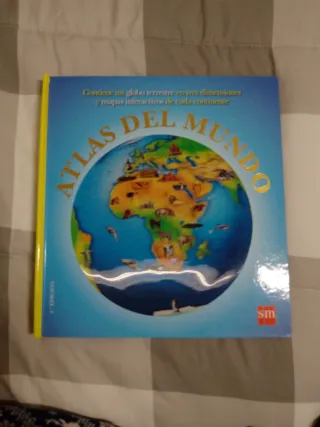 Contiene un globo terrestre en tres dimensiones
y mapas interactivos de cada continente
ATLAS DEL MUNDO
sm